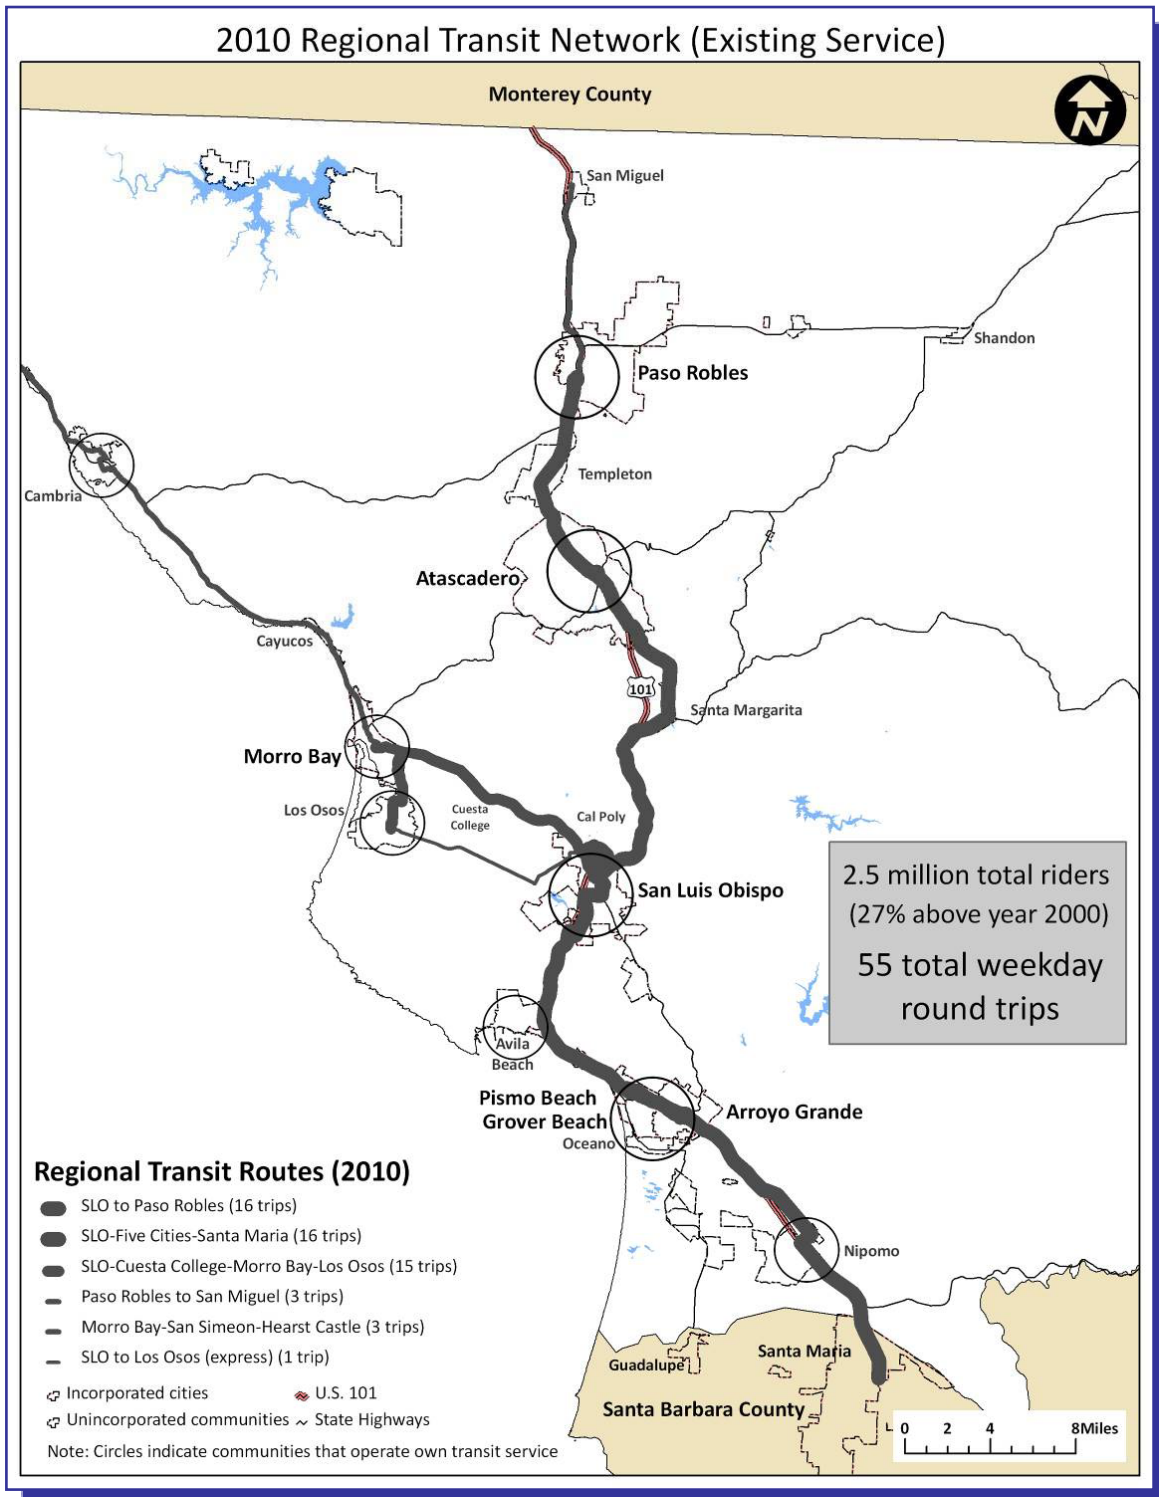 2010 Regional Transit Network (Existing Service)
Monterey County
N
San Miguel
Shandon
Paso Robles
Templeton
Cambria
Atascadero
Cayucos
101
Santa Margarita
Morro Bay
Los Osos
Cuesta
College
Cal Poly
San Luis Obispo
2.5 million total riders
(27% above year 2000)
55 total weekday
round trips
Avila
Beach
Pismo Beach
Grover Beach
Arroyo Grande
Oceano
Nipomo
Regional Transit Routes (2010)
SLO to Paso Robles (16 trips)
SLO-Five Cities-Santa Maria (16 trips)
SLO-Cuesta College-Morro Bay-Los Osos (15 trips)
Paso Robles to San Miguel (3 trips)
Morro Bay-San Simeon-Hearst Castle (3 trips)
SLO to Los Osos (express) (1 trip)
Incorporated cities
U.S. 101
Unincorporated communities
State Highways
Note: Circles indicate communities that operate own transit service
Guadalupe
Santa Maria
Santa Barbara County
0 2 4 8Miles